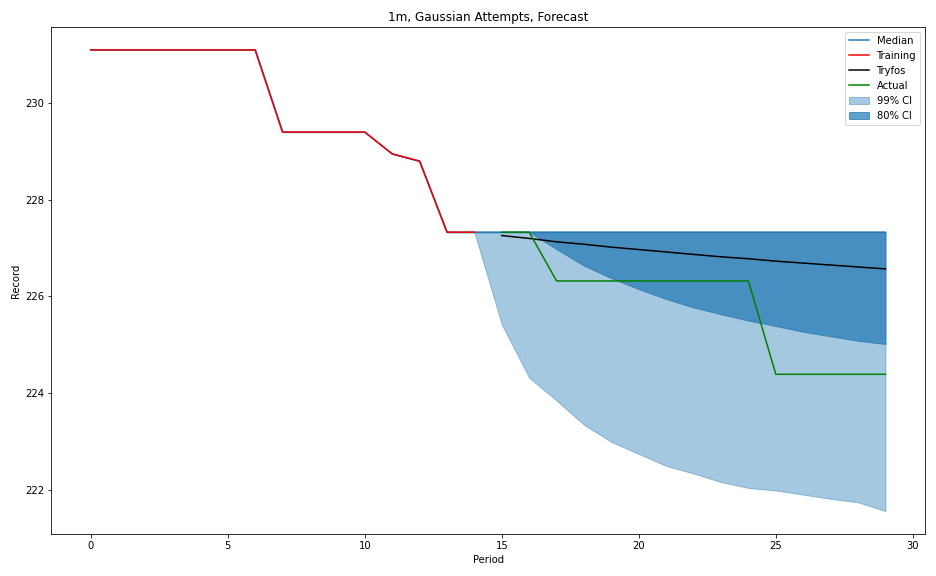 1m, Gaussian Attempts, Forecast
Median
Training
Tryfos
Actual
99% CI
80% CI
230
228
226
224
222
Record
0 5 10 15 20 25 30
Period